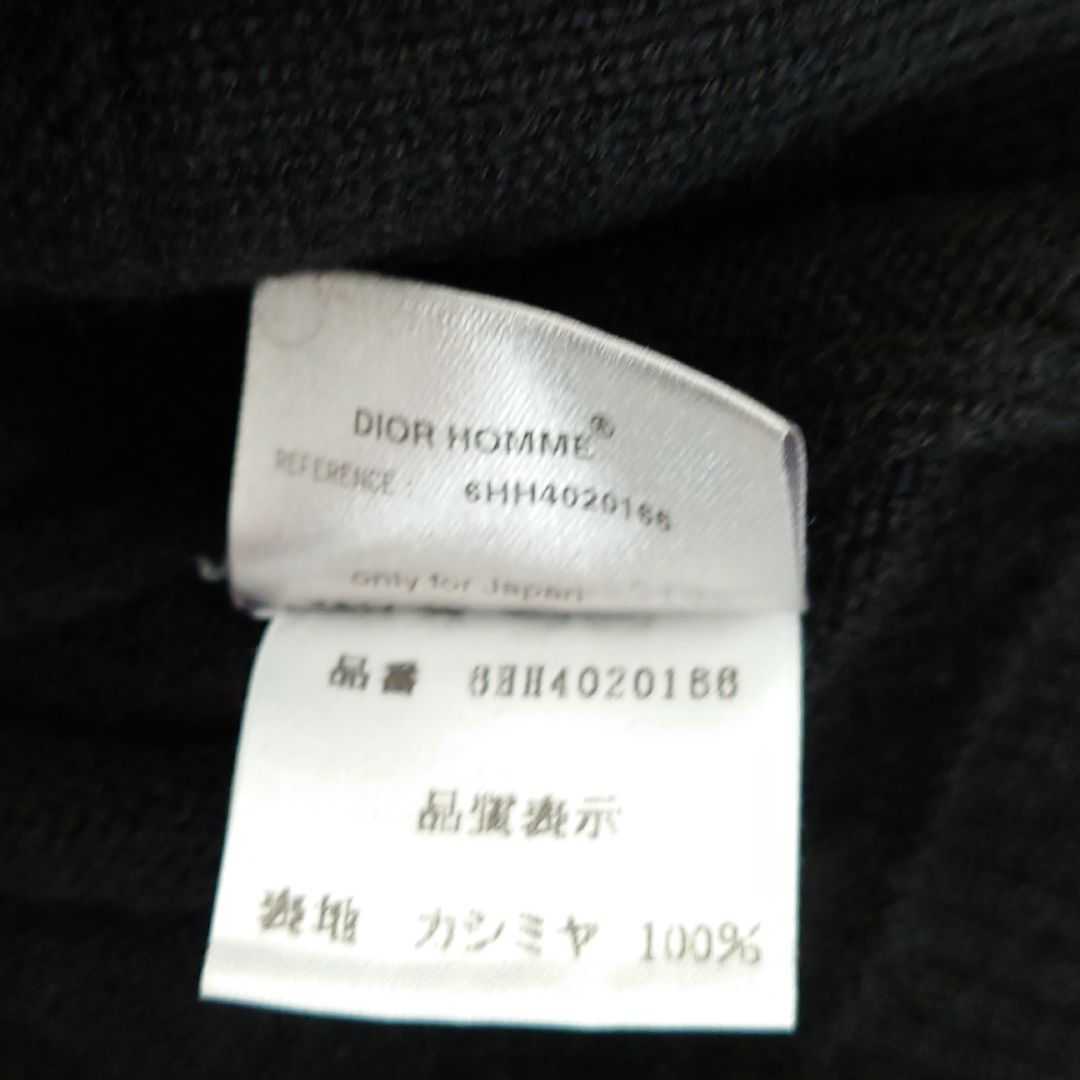 DIOR HOMME®
REFERENCE : 6HH4020166
only for Japan
品番 6HH4020166
品質表示
表地 カシミヤ 100%